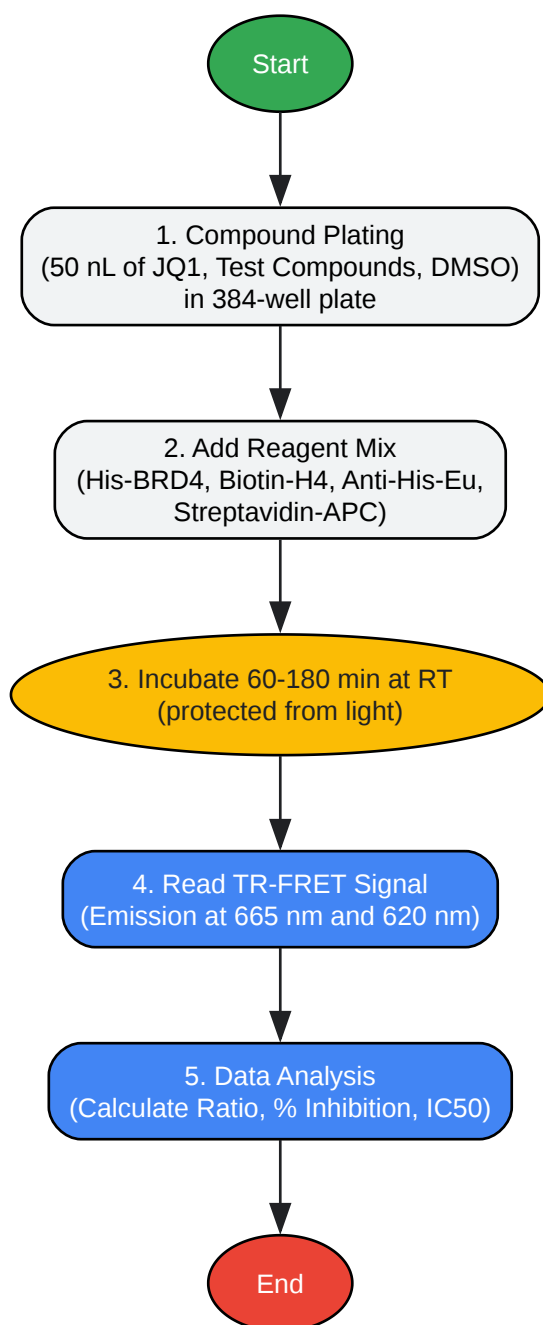 Start
1. Compound Plating
(50 nL of JQ1, Test Compounds, DMSO)
in 384-well plate
2. Add Reagent Mix
(His-BRD4, Biotin-H4, Anti-His-Eu,
Streptavidin-APC)
3. Incubate 60-180 min at RT
(protected from light)
4. Read TR-FRET Signal
(Emission at 665 nm and 620 nm)
5. Data Analysis
(Calculate Ratio, % Inhibition, IC50)
End